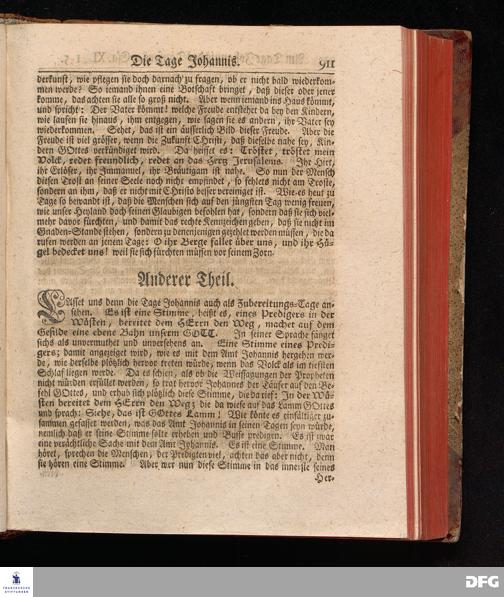 Die Tage Johannis. 911
derkunft, wie pflegen sie doch darnach zu fragen, ob er nicht bald wiederkom-
men werde? So iemand ihnen eine Botschaft bringet, daß dieser oder jener
komme, das achten sie alle so groß nicht. Aber wenn iemand ins Haus kömmt,
und spricht: Der Vater kömmt! welche Freude entstehet da bey den Kindern,
wie laufen sie hinaus, ihm entgegen, wie sagen sie es andern, ihr Vater sey
wiederkommen. Sehet, das ist ein äusserlich Bild dieser Freude. Aber die
Freude ist viel grösser, wenn die Zukunft Christi, daß dieselbe nahe sey, Kin-
dern GOttes verkündiget wird. Da heisset es: Tröstet, tröstet mein
Volck, redet freundlich, redet an das Hertz Jerusalems. Ihr Hirt,
ihr Erlöser, ihr Immanuel, ihr Bräutigam ist nahe. So nun der Mensch
diesen Trost an seiner Seele noch nicht empfindet, so fehlets nicht am Troste,
sondern an ihm, daß er nicht mit Christo besser vereiniget ist. Wie es heut zu
Tage so bewandt ist, daß die Menschen sich auf den jüngsten Tag wenig freuen,
wie unser Heyland doch seinen Glaubigen befohlen hat, sondern daß sie sich viel-
mehr davor fürchten, und damit das rechte Kennzeichen geben, daß sie nicht im
Gnaden-Stande stehen, sondern zu denenjenigen gezehlet werden müssen, die da
rufen werden an jenem Tage: O ihr Berge fallet über uns, und ihr Hü-
gel bedecket uns! weil sie sich fürchten müssen vor seinem Zorn.
Anderer Theil.
Lasset uns denn die Tage Johannis auch als Zubereitungs-Tage an-
sehen. Es ist eine Stimme, heißt es, eines Predigers in der
Wüsten, bereitet dem HErrn den Weg, machet auf dem
Gefilde eine ebene Bahn unserm GOTT. In seiner Sprache fänget
sichs als unvermuthet und unversehens an. Eine Stimme eines Predi-
gers; damit angezeiget wird, wie es mit dem Amt Johannis hergehen wer-
de, wie derselbe plötzlich hervor treten würde, wenn das Volck als im tiefsten
Schlaf liegen werde. Da es schien, als ob die Weissagungen der Propheten
nicht würden erfüllet werden, so trat hervor Johannes der Täufer auf den Be-
fehl GOttes, und erhub sich plötzlich diese Stimme, die da rief: In der Wü-
sten bereitet dem HErrn den Weg; die da wiese auf das Lamm GOttes
und sprach: Siehe, das ist GOttes Lamm! Wie könte es einfältiger zu-
sammen gefasset werden, was das Amt Johannis in seinen Tagen seyn würde,
nemlich daß er seine Stimme solte erheben und Busse predigen. Es ist zwar
eine verächtliche Sache mit dem Amt Johannis. Es ist eine Stimme. Man
höret, sprechen die Menschen, der Predigten viel, achten das aber nicht, denn
sie hören eine Stimme. Aber wer nun diese Stimme in das innerste seines
Her-
FRANCKESCHE
STIFTUNGEN
DFG